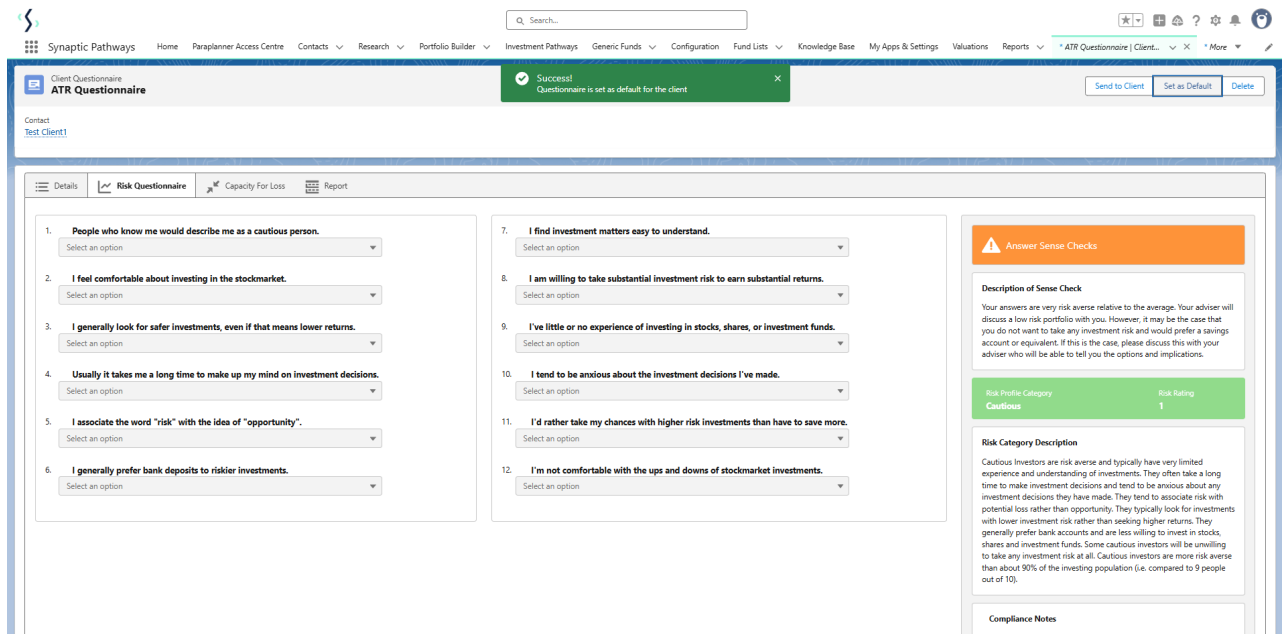 Search...
Synaptic Pathways Home Paraplanner Access Centre Contacts Research Portfolio Builder Investment Pathways Generic Funds Configuration Fund Lists Knowledge Base My Apps & Settings Valuations Reports * ATR Questionnaire | Client... * More
Client Questionnaire
ATR Questionnaire
Success!
Questionnaire is set as default for the client
Send to Client Set as Default Delete
Contact
Test Client1
Details Risk Questionnaire Capacity For Loss Report
1. People who know me would describe me as a cautious person.
Select an option
2. I feel comfortable about investing in the stockmarket.
Select an option
3. I generally look for safer investments, even if that means lower returns.
Select an option
4. Usually it takes me a long time to make up my mind on investment decisions.
Select an option
5. I associate the word "risk" with the idea of "opportunity".
Select an option
6. I generally prefer bank deposits to riskier investments.
Select an option
7. I find investment matters easy to understand.
Select an option
8. I am willing to take substantial investment risk to earn substantial returns.
Select an option
9. I've little or no experience of investing in stocks, shares, or investment funds.
Select an option
10. I tend to be anxious about the investment decisions I've made.
Select an option
11. I'd rather take my chances with higher risk investments than have to save more.
Select an option
12. I'm not comfortable with the ups and downs of stockmarket investments.
Select an option
Answer Sense Checks
Description of Sense Check
Your answers are very risk averse relative to the average. Your adviser will
discuss a low risk portfolio with you. However, it may be the case that
you do not want to take any investment risk and would prefer a savings
account or equivalent. If this is the case, please discuss this with your
adviser who will be able to tell you the options and implications.
Risk Profile Category Risk Rating
Cautious 1
Risk Category Description
Cautious Investors are risk averse and typically have very limited
experience and understanding of investments. They often take a long
time to make investment decisions and tend to be anxious about any
investment decisions they have made. They tend to associate risk with
potential loss rather than opportunity. They typically look for investments
with lower investment risk rather than seeking higher returns. They
generally prefer bank accounts and are less willing to invest in stocks,
shares and investment funds. Some cautious investors will be unwilling
to take any investment risk at all. Cautious investors are more risk averse
than about 90% of the investing population (i.e. compared to 9 people
out of 10).
Compliance Notes